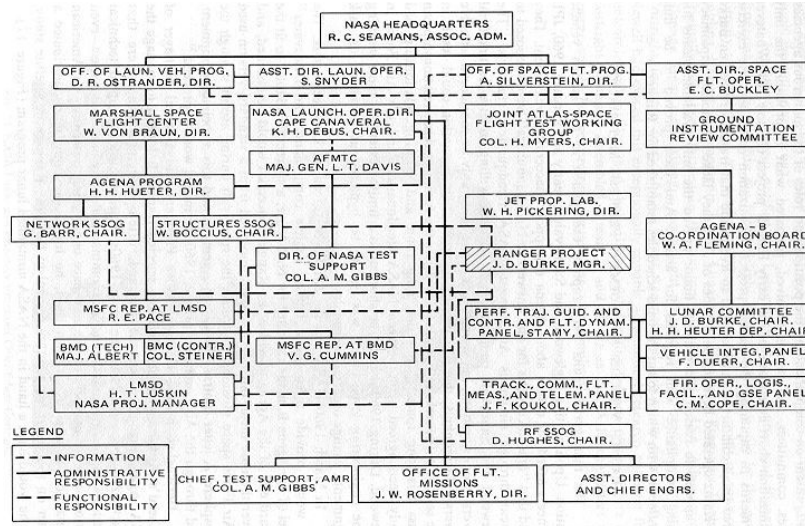 NASA HEADQUARTERS
R. C. SEAMANS, ASSOC. ADM.
OFF. OF LAUN. VEH. PROG.
D. R. OSTRANDER, DIR.
ASST. DIR. LAUN. OPER.
S. SNYDER
OFF. OF SPACE FLT. PROG.
A. SILVERSTEIN, DIR.
ASST. DIR., SPACE
FLT. OPER.
E. C. BUCKLEY
MARSHALL SPACE
FLIGHT CENTER
W. VON BRAUN, DIR.
NASA LAUNCH. OPER. DIR.
CAPE CANAVERAL
K. H. DEBUS, CHAIR.
JOINT ATLAS-SPACE
FLIGHT TEST WORKING
GROUP
COL. H. MYERS, CHAIR.
GROUND
INSTRUMENTATION
REVIEW COMMITTEE
AFMTC
MAJ. GEN. L. T. DAVIS
AGENA PROGRAM
H. H. HUETER, DIR.
JET PROP. LAB.
W. H. PICKERING, DIR.
NETWORK SSOG
G. BARR, CHAIR.
STRUCTURES SSOG
W. BOCCIUS, CHAIR.
AGENA - B
CO-ORDINATION BOARD
W. A. FLEMING, CHAIR.
DIR. OF NASA TEST
SUPPORT
COL. A. M. GIBBS
RANGER PROJECT
J. D. BURKE, MGR.
MSFC REP. AT LMSD
R. E. PACE
PERF. TRAJ. GUID. AND
CONTR. AND FLT. DYNAM.
PANEL, STAMY, CHAIR.
LUNAR COMMITTEE
J. D. BURKE, CHAIR.
H. H. HEUTER DEP. CHAIR.
BMD (TECH)
MAJ. ALBERT
BMC (CONTR.)
COL. STEINER
MSFC REP. AT BMD
V. G. CUMMINS
VEHICLE INTEG. PANEL
F. DUERR, CHAIR.
LMSD
H. T. LUSKIN
NASA PROJ. MANAGER
TRACK., COMM., FLT.
MEAS., AND TELEM. PANEL
J. F. KOUKOL, CHAIR.
FIR. OPER., LOGIS.,
FACIL., AND GSE PANEL
C. M. COPE, CHAIR.
RF SSOG
D. HUGHES, CHAIR.
LEGEND
INFORMATION
ADMINISTRATIVE
RESPONSIBILITY
FUNCTIONAL
RESPONSIBILITY
CHIEF, TEST SUPPORT, AMR
COL. A. M. GIBBS
OFFICE OF FLT.
MISSIONS
J. W. ROSENBERRY, DIR.
ASST. DIRECTORS
AND CHIEF ENGRS.